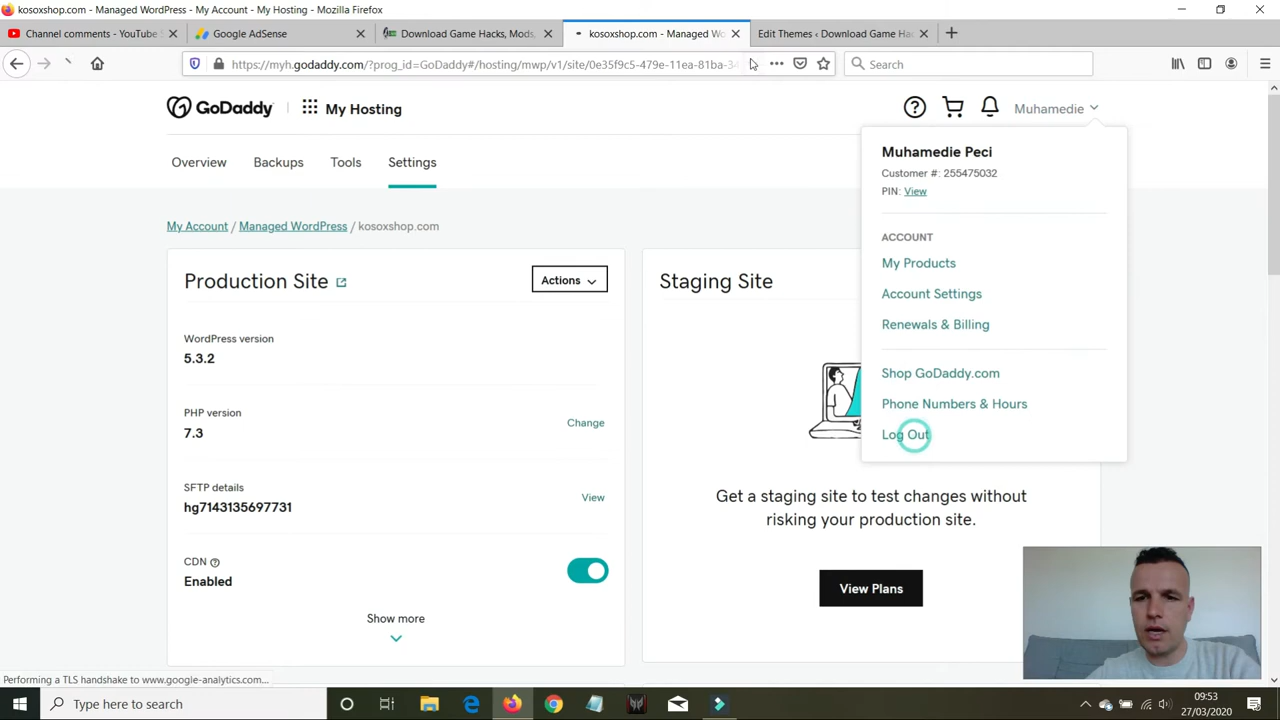 kosoxshop.com - Managed WordPress - My Account - My Hosting - Mozilla Firefox
Channel comments - YouTube
Google AdSense
Download Game Hacks, Mods,
kosoxshop.com - Managed Wo
Edit Themes ‹ Download Game Ha
https://myh.godaddy.com/?prog_id=GoDaddy#/hosting/mwp/v1/site/0e35f9c5-479e-11ea-81ba-34
Search
GoDaddy
My Hosting
Muhamedie
Overview
Backups
Tools
Settings
Muhamedie Peci
Customer #: 255475032
PIN: View
My Account / Managed WordPress / kosoxshop.com
ACCOUNT
My Products
Account Settings
Renewals & Billing
Shop GoDaddy.com
Phone Numbers & Hours
Log Out
Production Site
Actions
WordPress version
5.3.2
PHP version
7.3
Change
SFTP details
hg7143135697731
View
CDN
Enabled
Show more
Staging Site
Get a staging site to test changes without
risking your production site.
View Plans
Performing a TLS handshake to www.google-analytics.com...
Type here to search
09:53
27/03/2020